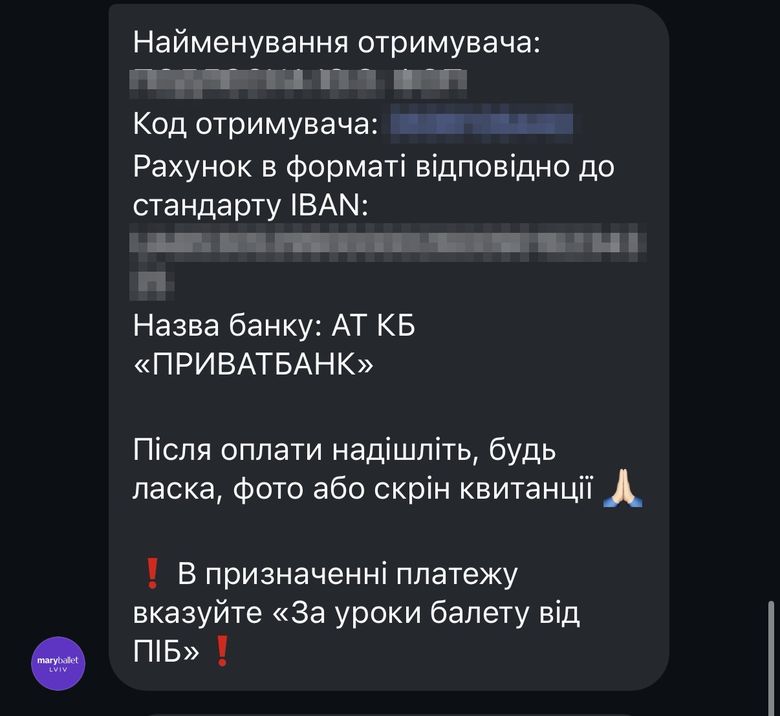 Найменування отримувача:
Код отримувача:
Рахунок в форматі відповідно до
стандарту IBAN:
Назва банку: АТ КБ
«ПРИВАТБАНК»
Після оплати надішліть, будь
ласка, фото або скрін квитанції 🙏🏻
❗ В призначенні платежу
вказуйте «За уроки балету від
ПІБ» ❗
maryballet
LVIV